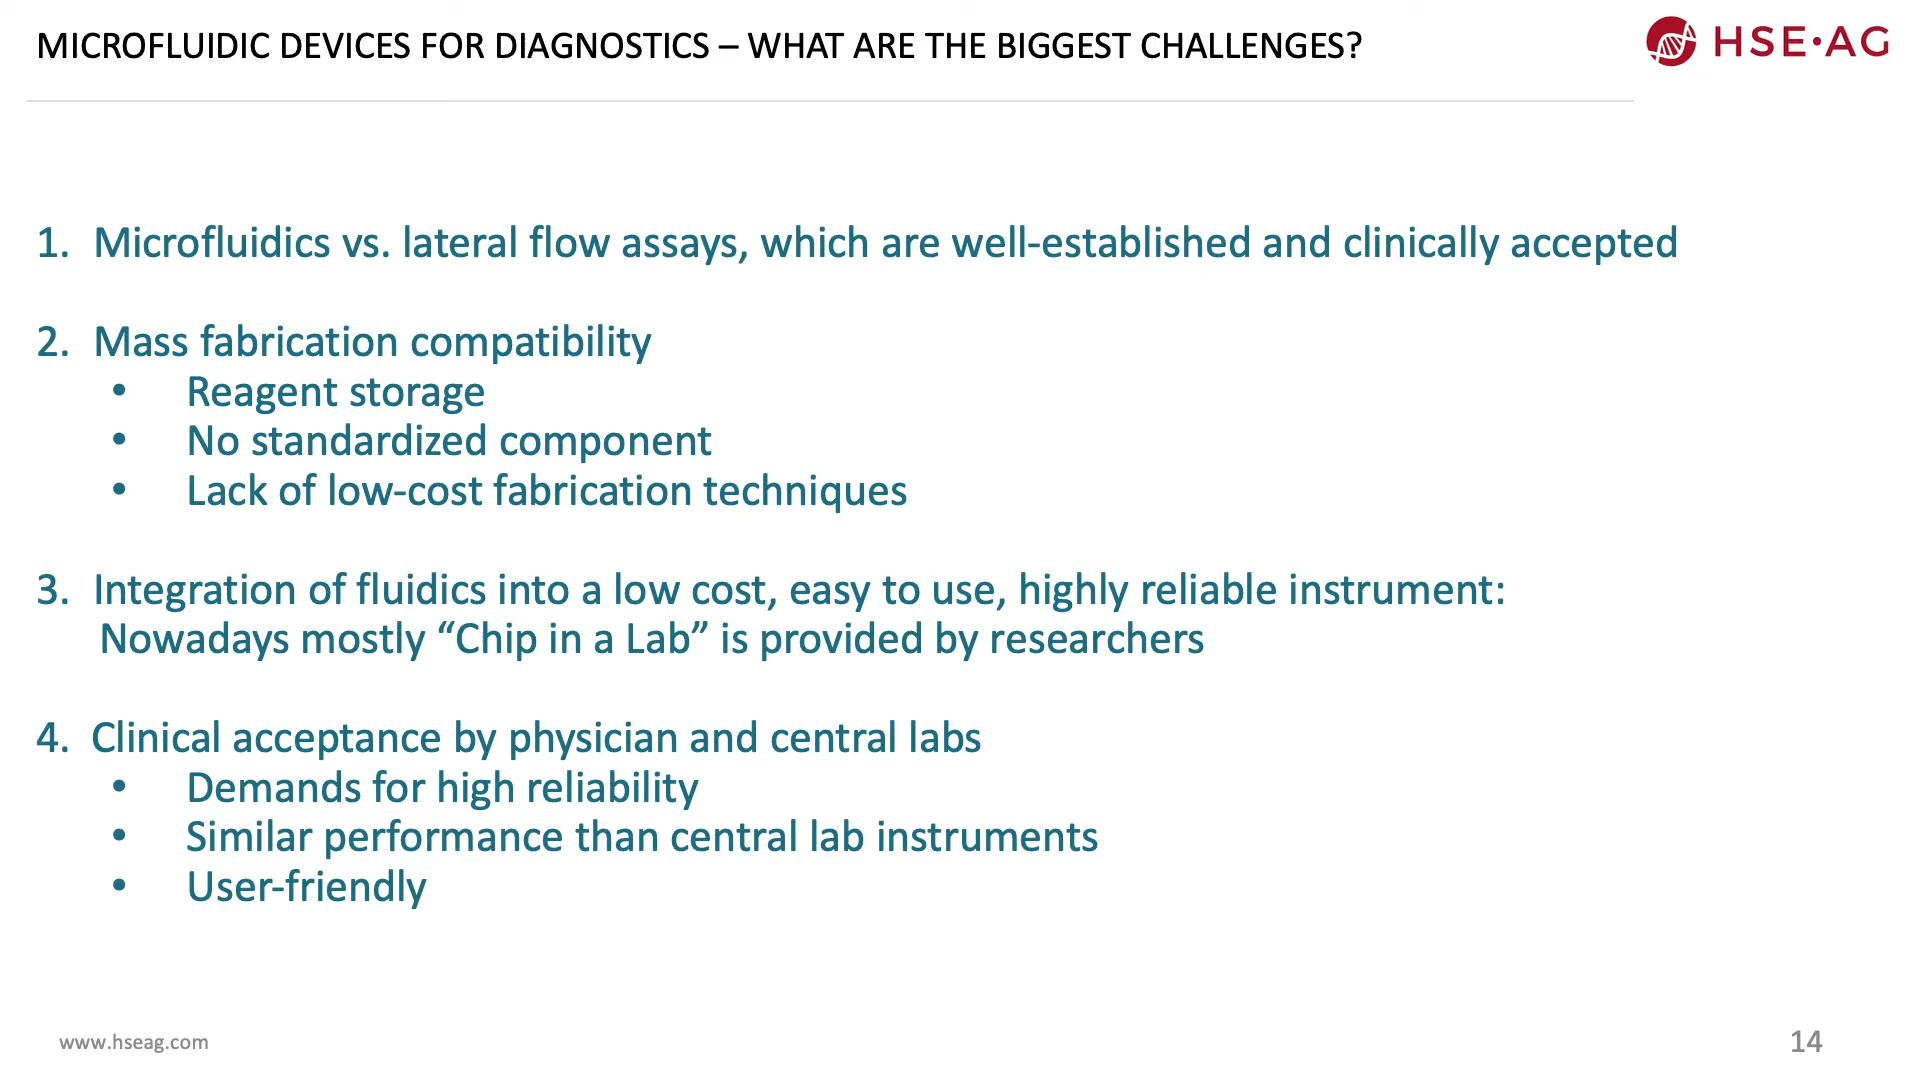 MICROFLUIDIC DEVICES FOR DIAGNOSTICS – WHAT ARE THE BIGGEST CHALLENGES?
HSE•AG
1. Microfluidics vs. lateral flow assays, which are well-established and clinically accepted
2. Mass fabrication compatibility
• Reagent storage
• No standardized component
• Lack of low-cost fabrication techniques
3. Integration of fluidics into a low cost, easy to use, highly reliable instrument:
Nowadays mostly “Chip in a Lab” is provided by researchers
4. Clinical acceptance by physician and central labs
• Demands for high reliability
• Similar performance than central lab instruments
• User-friendly
www.hseag.com
14